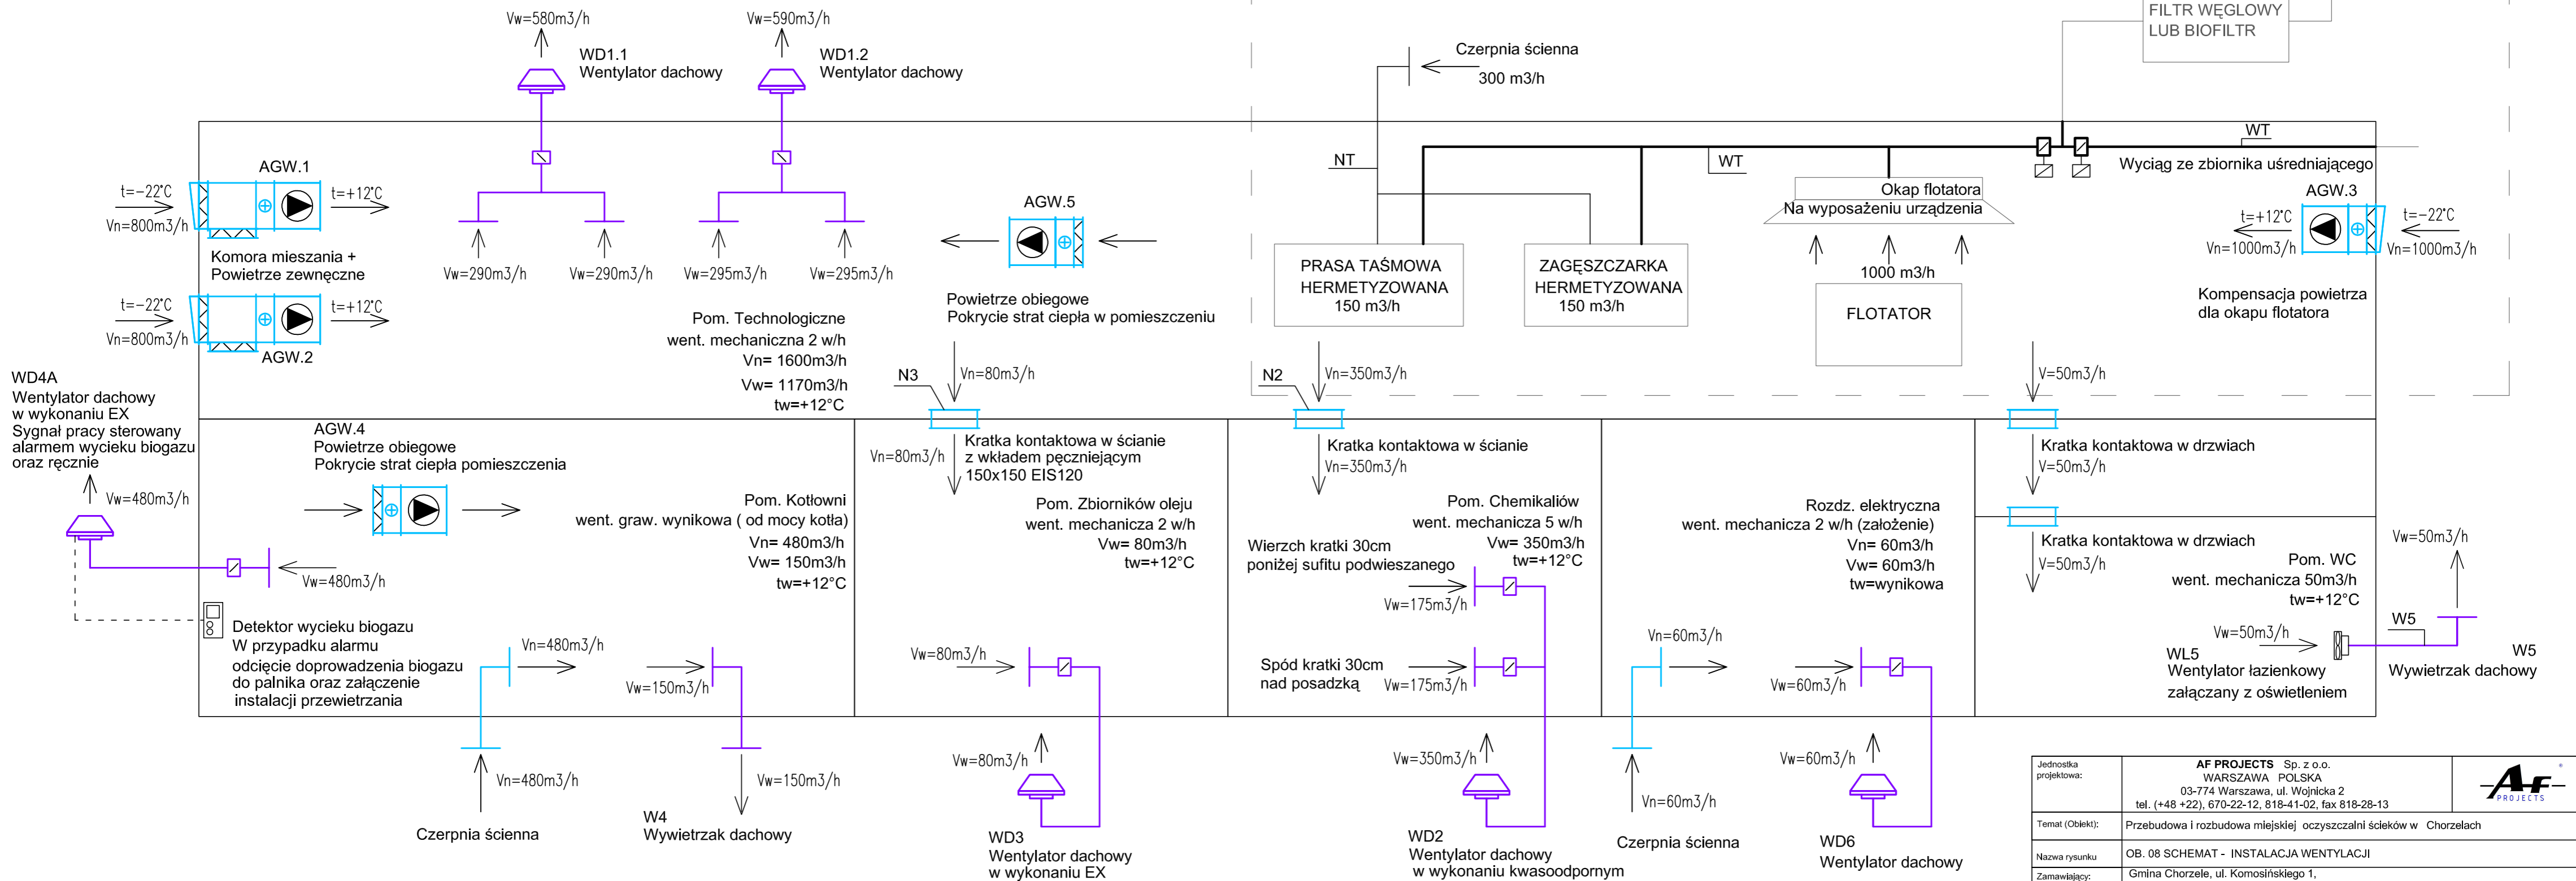 Vw=580m3/h
WD1.1
Wentylator dachowy
Vw=590m3/h
WD1.2
Wentylator dachowy
Czerpnia ścienna
300 m3/h
FILTR WĘGLOWY
LUB BIOFILTR
AGW.1
t=-22°C
Vn=800m3/h
t=+12°C
Komora mieszania +
Powietrze zewnęczne
t=-22°C
Vn=800m3/h
t=+12°C
AGW.2
Vw=290m3/h
Vw=290m3/h
Vw=295m3/h
Vw=295m3/h
AGW.5
Powietrze obiegowe
Pokrycie strat ciepła w pomieszczeniu
Pom. Technologiczne
went. mechaniczna 2 w/h
Vn= 1600m3/h
Vw= 1170m3/h
tw=+12°C
NT
WT
WT
Wyciąg ze zbiornika uśredniającego
Okap flotatora
Na wyposażeniu urządzenia
PRASA TAŚMOWA
HERMETYZOWANA
150 m3/h
ZAGĘSZCZARKA
HERMETYZOWANA
150 m3/h
1000 m3/h
FLOTATOR
AGW.3
t=+12°C
Vn=1000m3/h
t=-22°C
Vn=1000m3/h
Kompensacja powietrza
dla okapu flotatora
WD4A
Wentylator dachowy
w wykonaniu EX
Sygnał pracy sterowany
alarmem wycieku biogazu
oraz ręcznie
Vw=480m3/h
Vw=480m3/h
AGW.4
Powietrze obiegowe
Pokrycie strat ciepła pomieszczenia
Pom. Kotłowni
went. graw. wynikowa ( od mocy kotła)
Vn= 480m3/h
Vw= 150m3/h
tw=+12°C
Detektor wycieku biogazu
W przypadku alarmu
odcięcie doprowadzenia biogazu
do palnika oraz załączenie
instalacji przewietrzania
Vn=480m3/h
Vn=480m3/h
Czerpnia ścienna
Vw=150m3/h
Vw=150m3/h
W4
Wywietrzak dachowy
N3
Vn=80m3/h
Vn=80m3/h
Kratka kontaktowa w ścianie
z wkładem pęczniejącym
150x150 EIS120
Pom. Zbiorników oleju
went. mechanicza 2 w/h
Vw= 80m3/h
tw=+12°C
Vw=80m3/h
Vw=80m3/h
WD3
Wentylator dachowy
w wykonaniu EX
N2
Vn=350m3/h
Kratka kontaktowa w ścianie
Vn=350m3/h
Pom. Chemikaliów
went. mechanicza 5 w/h
Vw= 350m3/h
tw=+12°C
Wierzch kratki 30cm
poniżej sufitu podwieszanego
Vw=175m3/h
Spód kratki 30cm
nad posadzką
Vw=175m3/h
Vw=350m3/h
WD2
Wentylator dachowy
w wykonaniu kwasoodpornym
Rozdz. elektryczna
went. mechanicza 2 w/h (założenie)
Vn= 60m3/h
Vw= 60m3/h
tw=wynikowa
Vn=60m3/h
Vn=60m3/h
Czerpnia ścienna
Vw=60m3/h
Vw=60m3/h
WD6
Wentylator dachowy
V=50m3/h
Kratka kontaktowa w drzwiach
V=50m3/h
Kratka kontaktowa w drzwiach
V=50m3/h
Pom. WC
went. mechanicza 50m3/h
tw=+12°C
Vw=50m3/h
WL5
Wentylator łazienkowy
załączany z oświetleniem
W5
Vw=50m3/h
W5
Wywietrzak dachowy
Jednostka
projektowa:
AF PROJECTS Sp. z o.o.
WARSZAWA POLSKA
03-774 Warszawa, ul. Wojnicka 2
tel. (+48 +22), 670-22-12, 818-41-02, fax 818-28-13
AF
PROJECTS
Temat (Obiekt):
Przebudowa i rozbudowa miejskiej oczyszczalni ścieków w Chorzelach
Nazwa rysunku
OB. 08 SCHEMAT - INSTALACJA WENTYLACJI
Zamawiający:
Gmina Chorzele, ul. Komosińskiego 1,